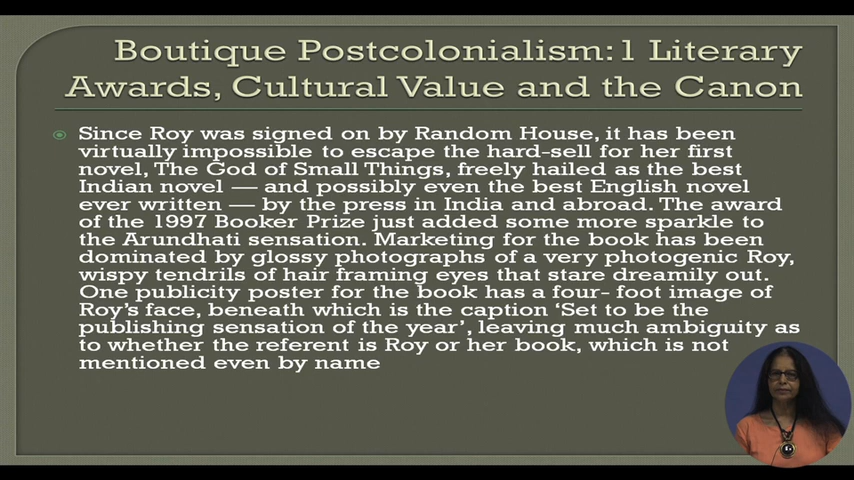 Boutique Postcolonialism:1 Literary
Awards, Cultural Value and the Canon
Since Roy was signed on by Random House, it has been
virtually impossible to escape the hard-sell for her first
novel, The God of Small Things, freely hailed as the best
Indian novel — and possibly even the best English novel
ever written — by the press in India and abroad. The award
of the 1997 Booker Prize just added some more sparkle to
the Arundhati sensation. Marketing for the book has been
dominated by glossy photographs of a very photogenic Roy,
wispy tendrils of hair framing eyes that stare dreamily out.
One publicity poster for the book has a four- foot image of
Roy's face, beneath which is the caption ‘Set to be the
publishing sensation of the year’, leaving much ambiguity as
to whether the referent is Roy or her book, which is not
mentioned even by name